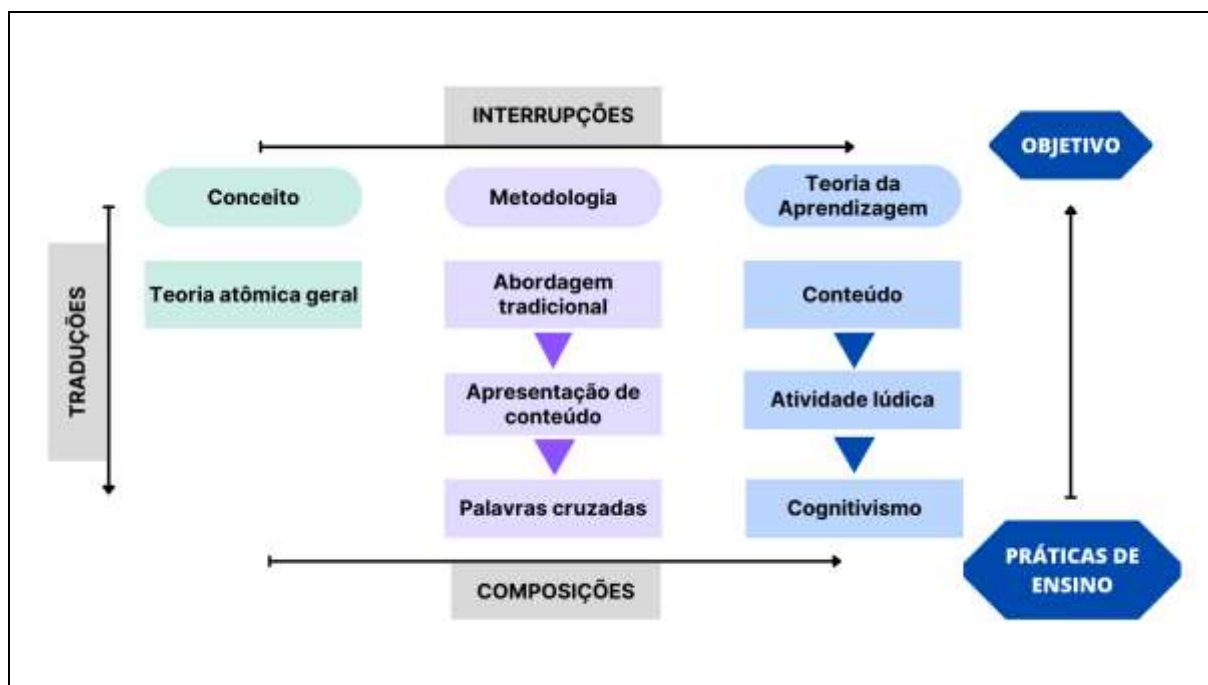 INTERRUPÇÕES
OBJETIVO
Conceito
Metodologia
Teoria da
Aprendizagem
TRADUÇÕES
Teoria atômica geral
Abordagem
tradicional
Conteúdo
Apresentação de
conteúdo
Atividade lúdica
Palavras cruzadas
Cognitivismo
COMPOSIÇÕES
PRÁTICAS DE
ENSINO